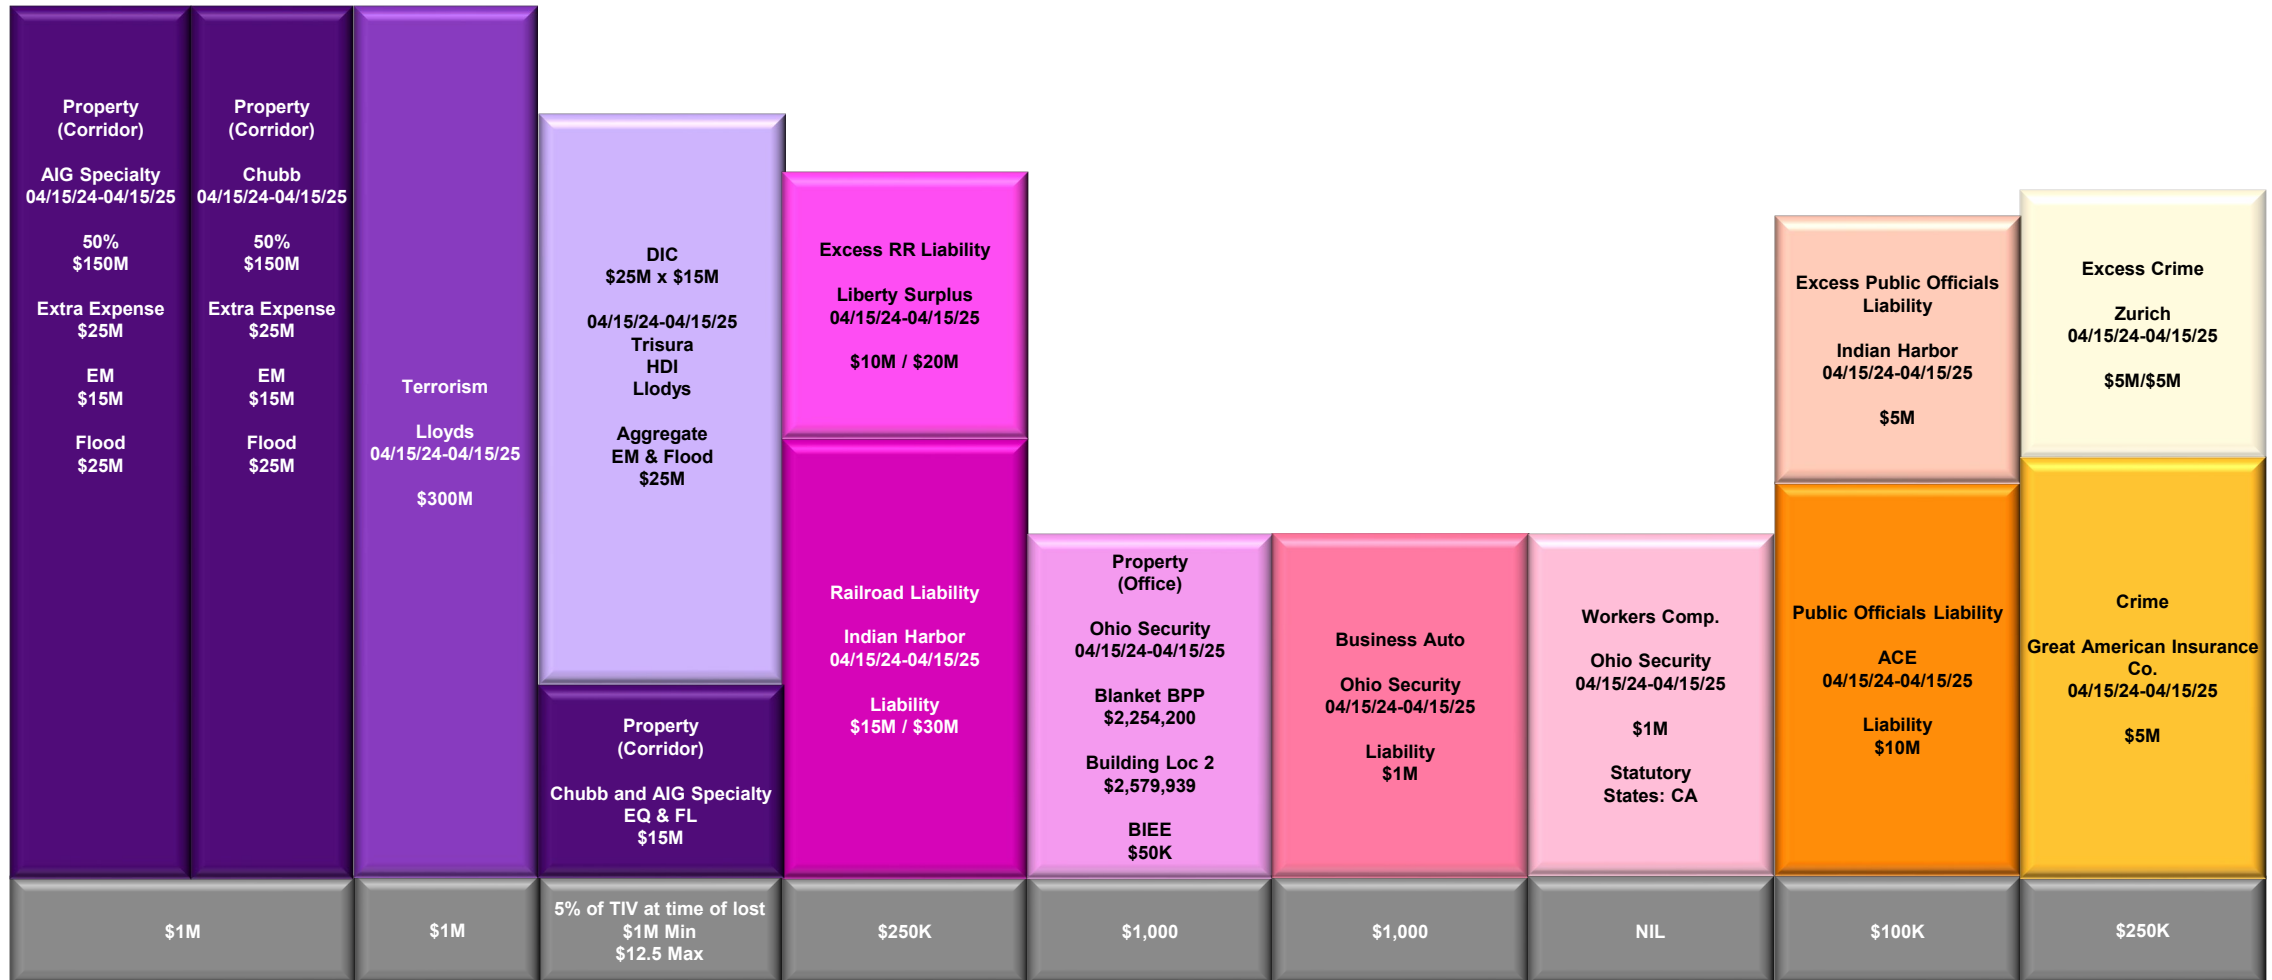 Property
(Corridor)
AIG Specialty
04/15/24-04/15/25
50%
$150M
Extra Expense
$25M
EM
$15M
Flood
$25M
Property
(Corridor)
Chubb
04/15/24-04/15/25
50%
$150M
Extra Expense
$25M
EM
$15M
Flood
$25M
Terrorism
Lloyds
04/15/24-04/15/25
$300M
DIC
$25M x $15M
04/15/24-04/15/25
Trisura
HDI
Llodys
Aggregate
EM & Flood
$25M
Property
(Corridor)
Chubb and AIG Specialty
EQ & FL
$15M
Excess RR Liability
Liberty Surplus
04/15/24-04/15/25
$10M / $20M
Railroad Liability
Indian Harbor
04/15/24-04/15/25
Liability
$15M / $30M
Property
(Office)
Ohio Security
04/15/24-04/15/25
Blanket BPP
$2,254,200
Building Loc 2
$2,579,939
BIEE
$50K
Business Auto
Ohio Security
04/15/24-04/15/25
Liability
$1M
Workers Comp.
Ohio Security
04/15/24-04/15/25
$1M
Statutory
States: CA
Excess Public Officials
Liability
Indian Harbor
04/15/24-04/15/25
$5M
Public Officials Liability
ACE
04/15/24-04/15/25
Liability
$10M
Excess Crime
Zurich
04/15/24-04/15/25
$5M/$5M
Crime
Great American Insurance
Co.
04/15/24-04/15/25
$5M
$1M
$1M
5% of TIV at time of lost
$1M Min
$12.5 Max
$250K
$1,000
$1,000
NIL
$100K
$250K